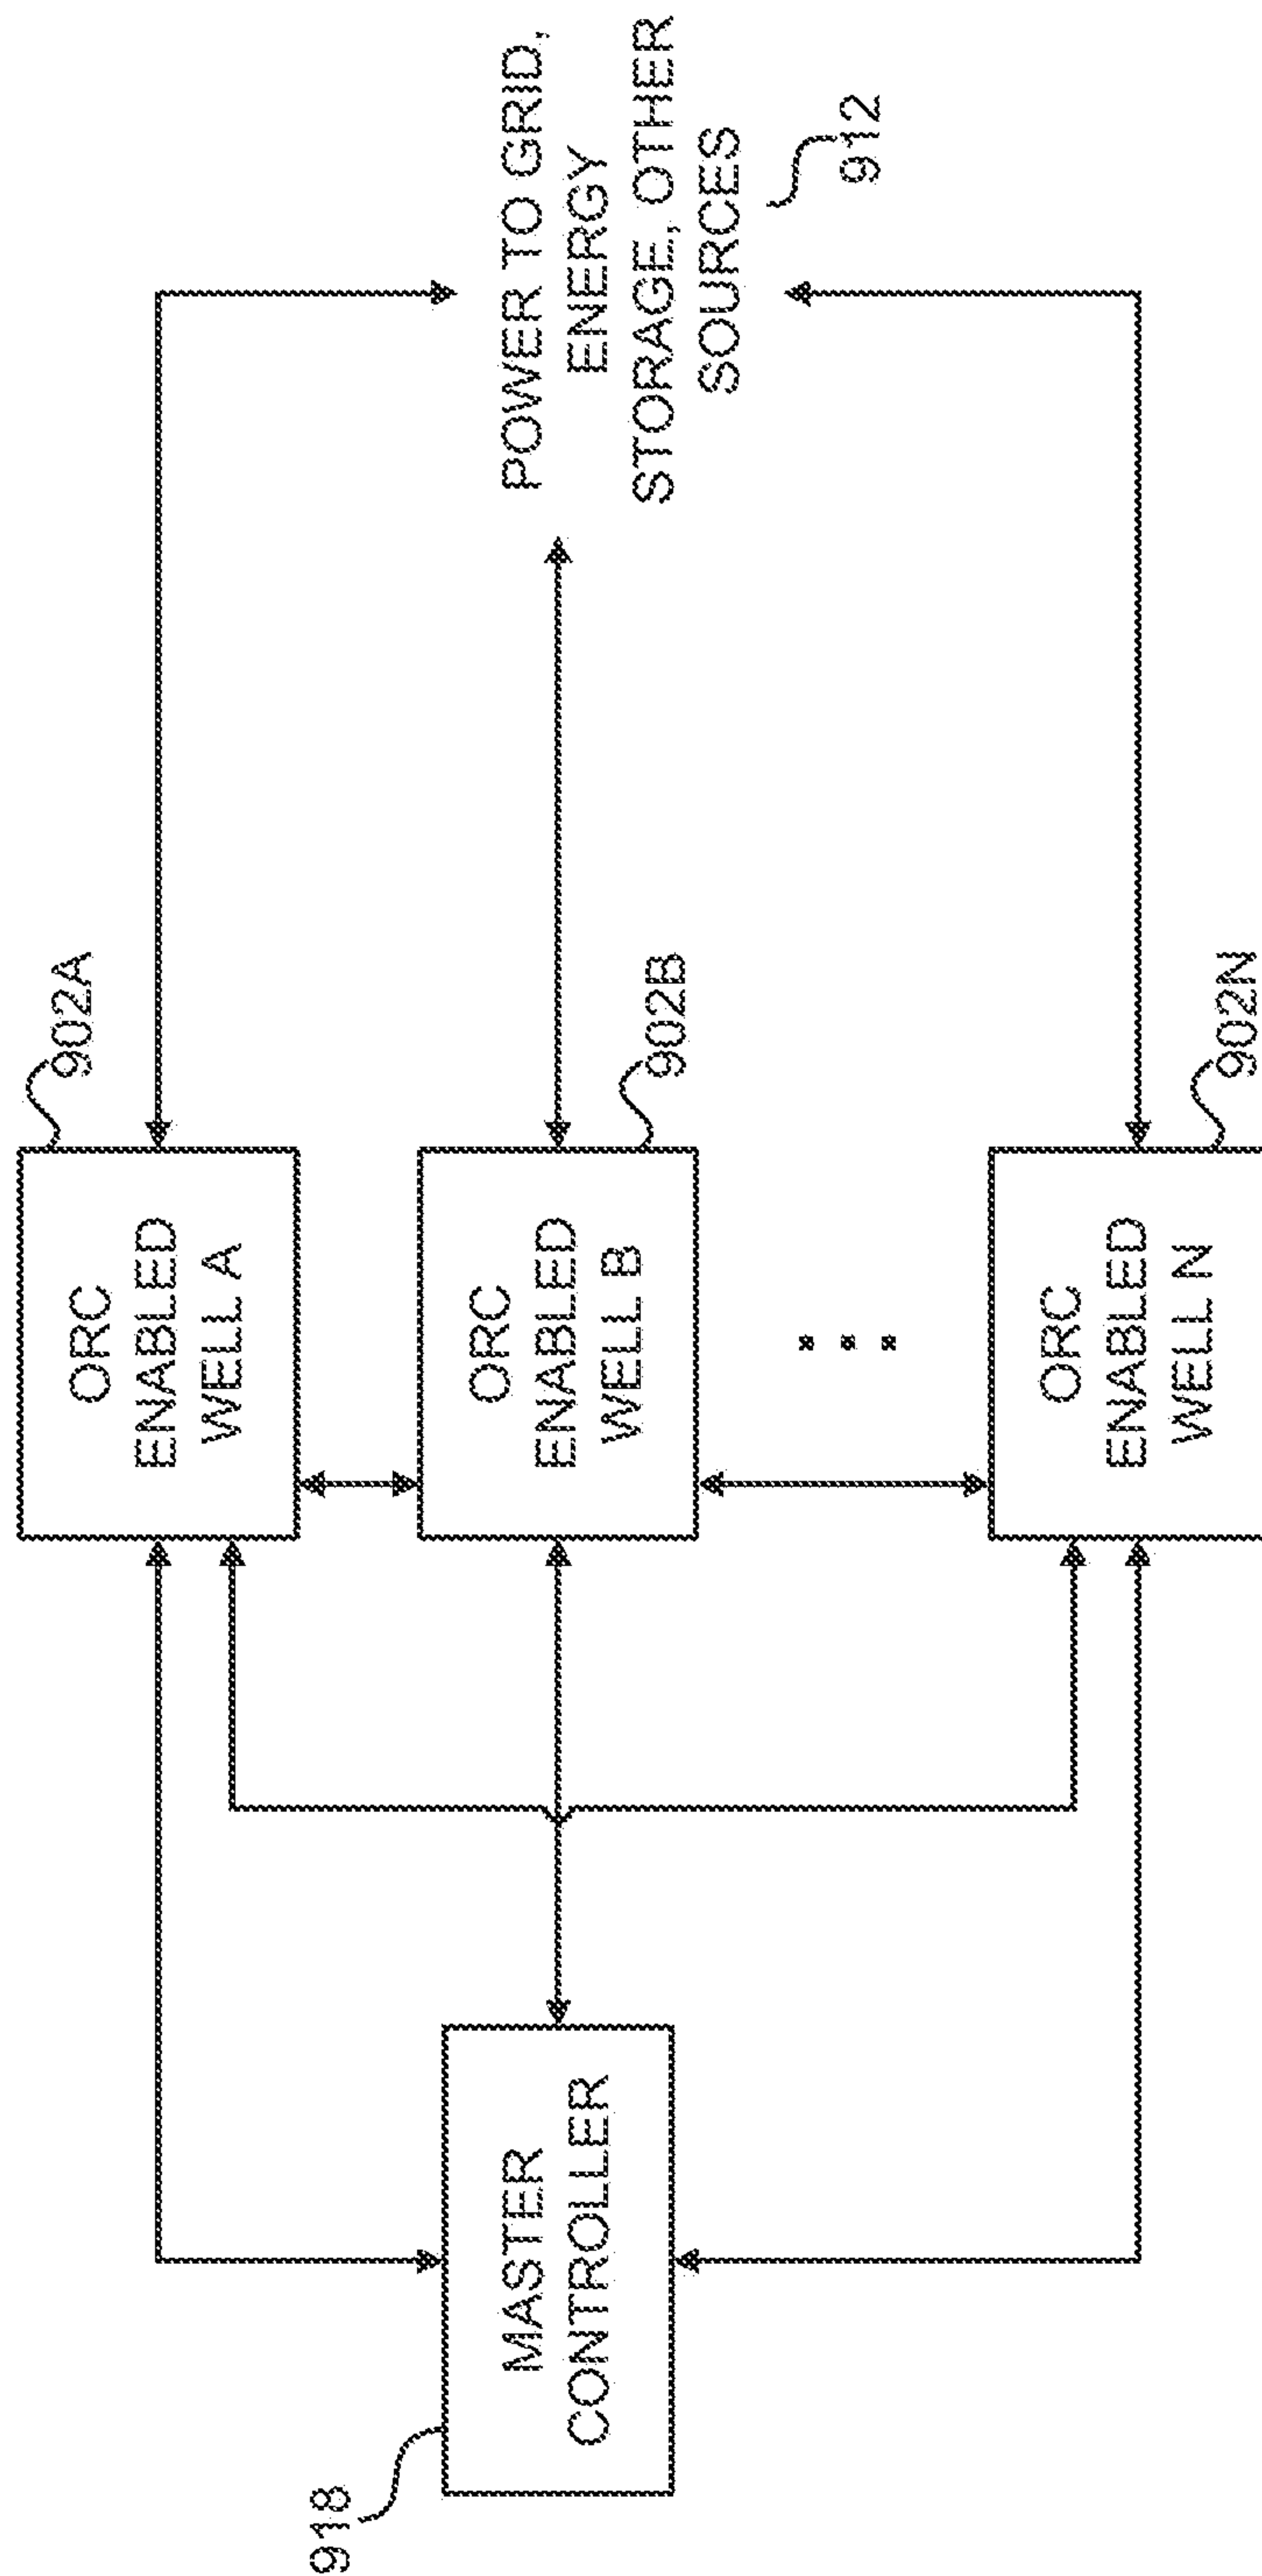 918
MASTER
CONTROLLER
ORC
ENABLED
WELL A
902A
ORC
ENABLED
WELL B
902B
ORC
ENABLED
WELL N
902N
POWER TO GRID,
ENERGY
STORAGE, OTHER
SOURCES
912